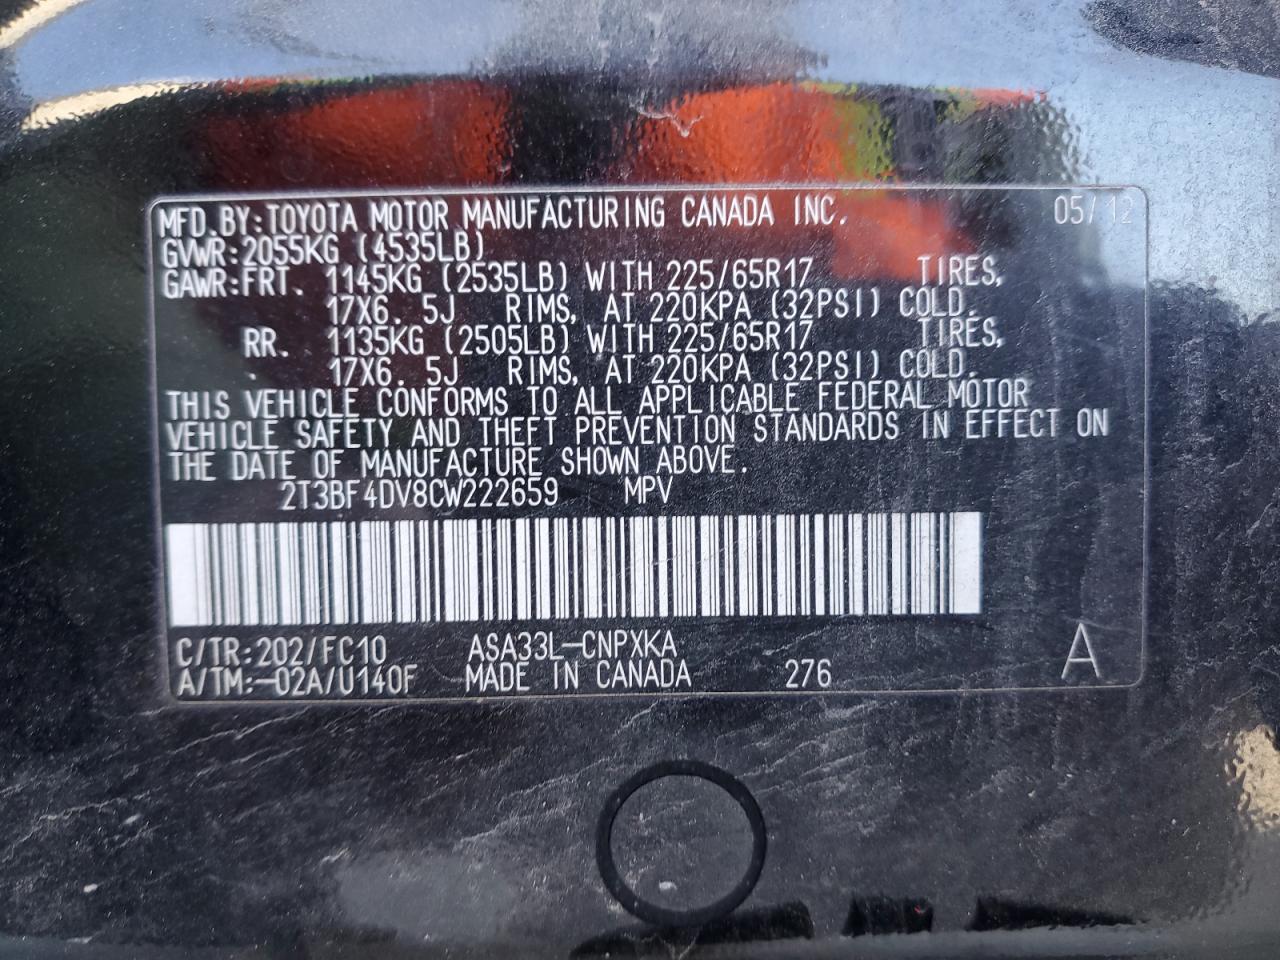 MFD.BY:TOYOTA MOTOR MANUFACTURING CANADA INC. 05/12
GVWR:2055KG (4535LB)
GAWR:FRT. 1145KG (2535LB) WITH 225/65R17 TIRES,
17X6. 5J RIMS, AT 220KPA (32PSI) COLD.
RR. 1135KG (2505LB) WITH 225/65R17 TIRES,
17X6. 5J RIMS, AT 220KPA (32PSI) COLD.
THIS VEHICLE CONFORMS TO ALL APPLICABLE FEDERAL MOTOR
VEHICLE SAFETY AND THEFT PREVENTION STANDARDS IN EFFECT ON
THE DATE OF MANUFACTURE SHOWN ABOVE.
2T3BF4DV8CW222659 MPV
C/TR:202/FC10 ASA33L-CNPXKA A
A/TM:-02A/U140F MADE IN CANADA 276